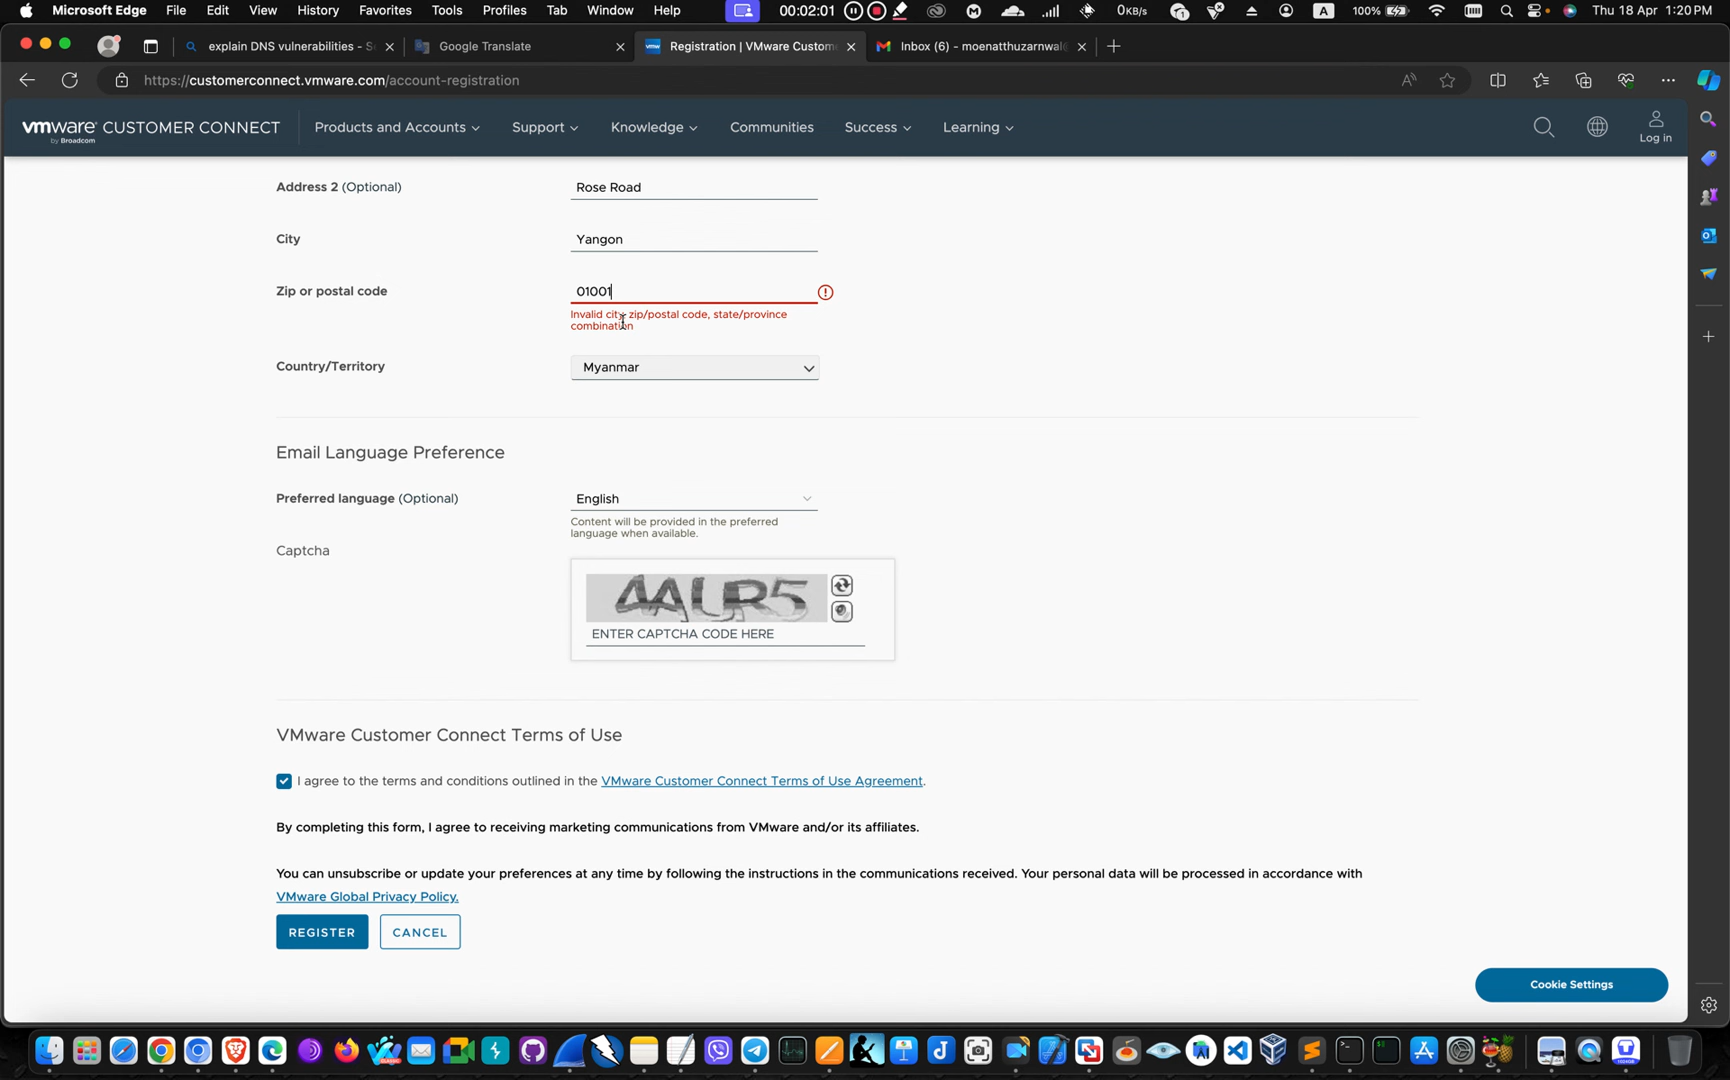 Microsoft Edge File Edit View History Favorites Tools Profiles Tab Window Help 00:02:01 0KB/s A 100% Thu 18 Apr 1:20 PM
explain DNS vulnerabilities - S Google Translate Registration | VMware Custom Inbox (6) - moenatthuzarnwal
https://customerconnect.vmware.com/account-registration
vmware CUSTOMER CONNECT Products and Accounts Support Knowledge Communities Success Learning Log in
by Broadcom
Address 2 (Optional) Rose Road
City Yangon
Zip or postal code 01001
Invalid city, zip/postal code, state/province
combination
Country/Territory Myanmar
Email Language Preference
Preferred language (Optional) English
Content will be provided in the preferred
language when available.
Captcha
AALR5
ENTER CAPTCHA CODE HERE
VMware Customer Connect Terms of Use
I agree to the terms and conditions outlined in the VMware Customer Connect Terms of Use Agreement.
By completing this form, I agree to receiving marketing communications from VMware and/or its affiliates.
You can unsubscribe or update your preferences at any time by following the instructions in the communications received. Your personal data will be processed in accordance with
VMware Global Privacy Policy.
REGISTER CANCEL
Cookie Settings